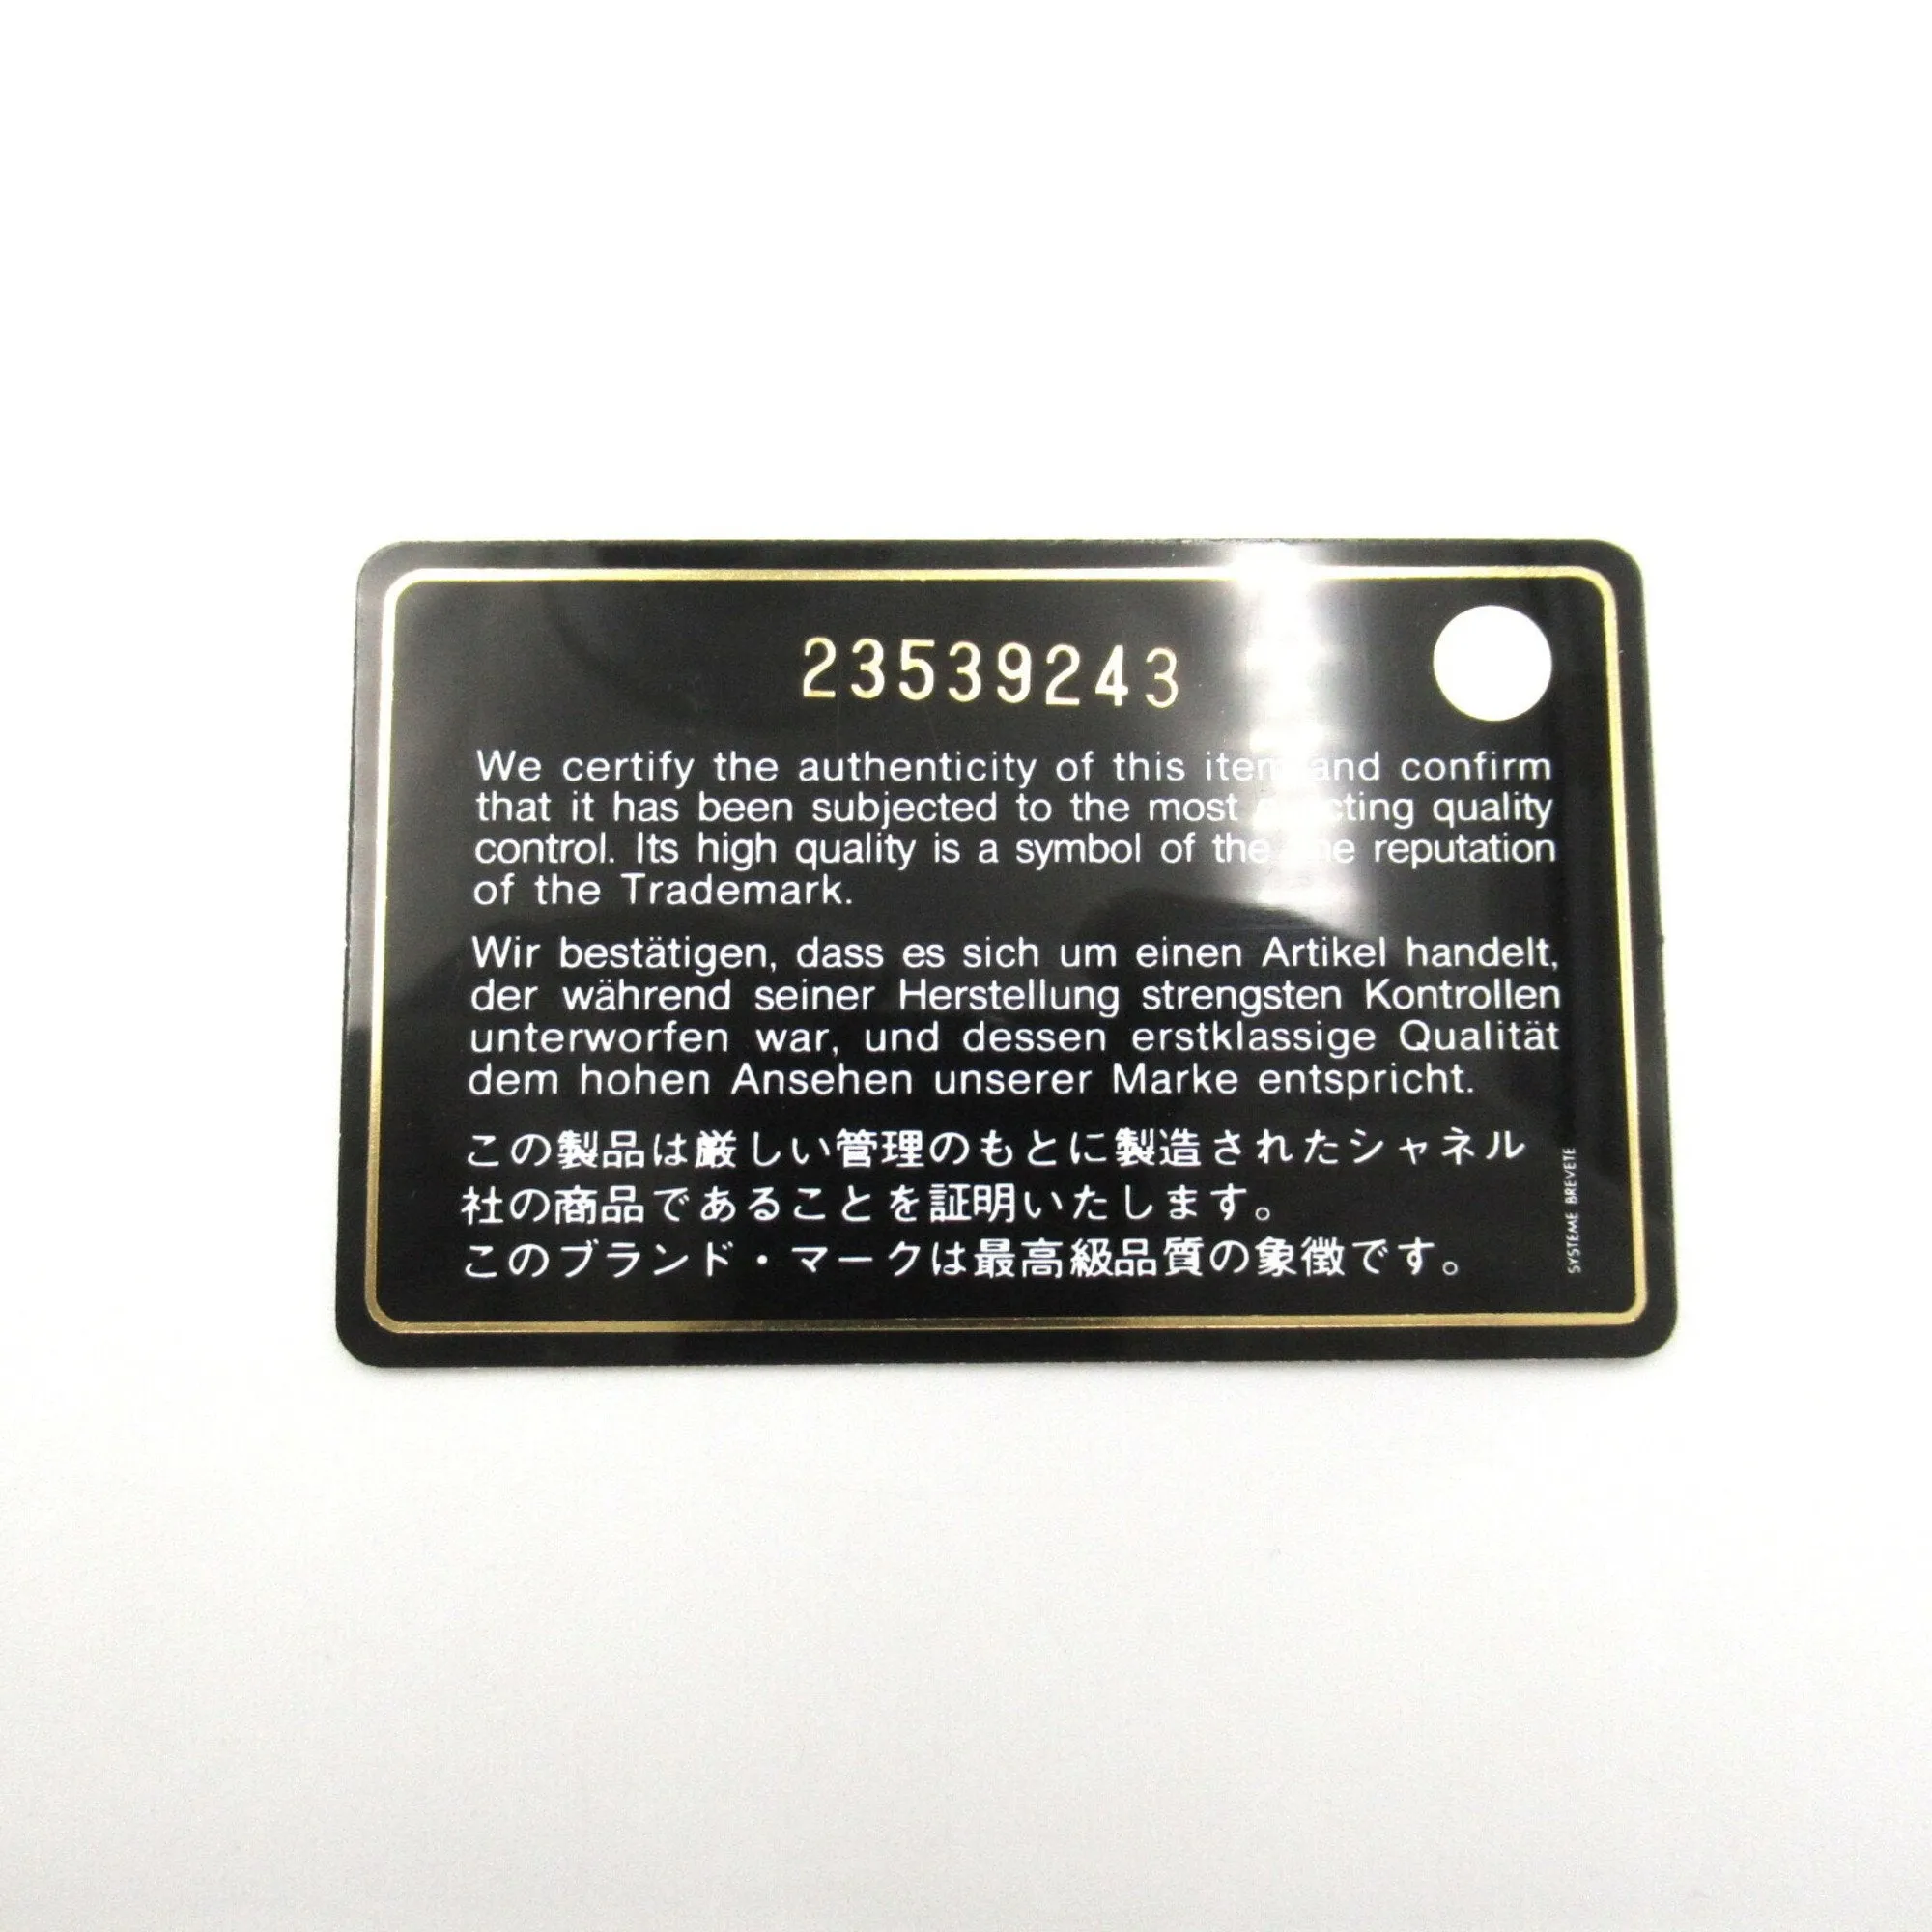 23539243
We certify the authenticity of this item and confirm
that it has been subjected to the most quality
control. Its high quality is a symbol of the reputation
of the Trademark.
Wir bestätigen, dass es sich um einen Artikel handelt,
der während seiner Herstellung strengsten Kontrollen
unterworfen war, und dessen erstklassige Qualität
dem hohen Ansehen unserer Marke entspricht.
この製品は厳しい管理のもとに製造されたシャネル
社の商品であることを証明いたします。
このブランド・マークは最高級品質の象徴です。
SYSTEME BREVETE